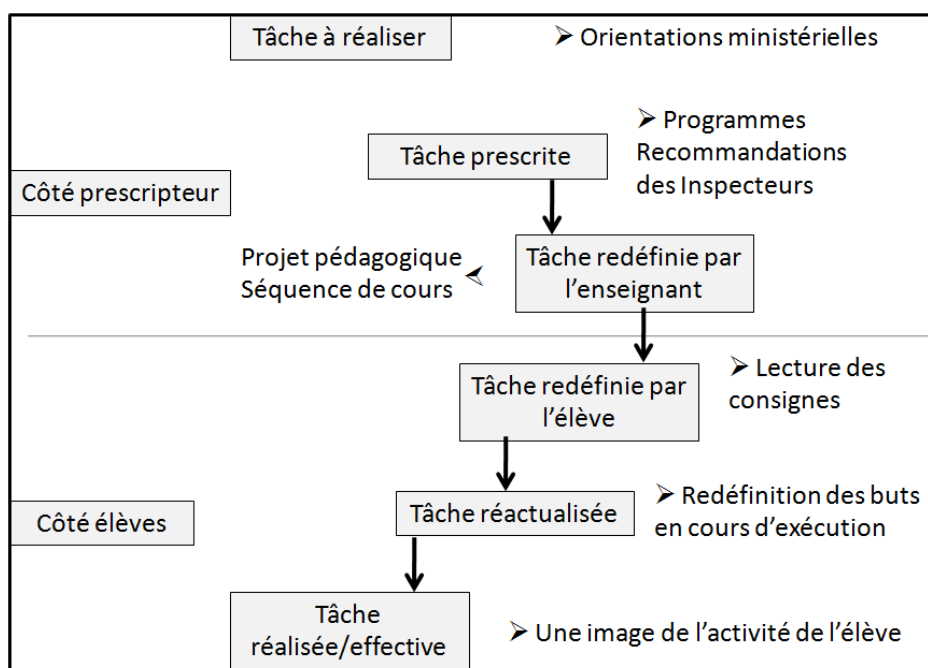 Tâche à réaliser
➢ Orientations ministérielles
➢ Programmes
Recommandations
des Inspecteurs
Tâche prescrite
Côté prescripteur
Projet pédagogique
Séquence de cours
Tâche redéfinie par
l’enseignant
Tâche redéfinie par
l’élève
➢ Lecture des
consignes
Tâche réactualisée
➢ Redéfinition des buts
en cours d’exécution
Côté élèves
Tâche
réalisée/effective
➢ Une image de l’activité de l’élève